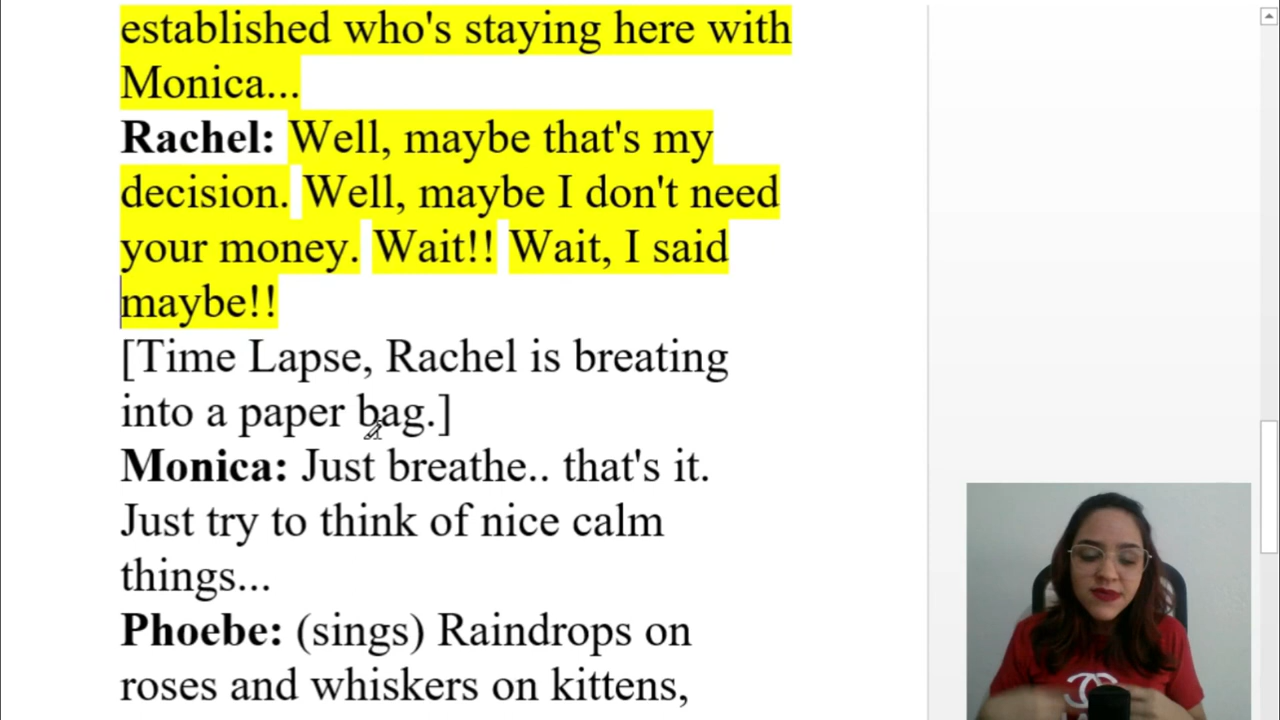 established who's staying here with
Monica...
Rachel: Well, maybe that's my
decision. Well, maybe I don't need
your money. Wait!! Wait, I said
maybe!!
[Time Lapse, Rachel is breating
into a paper bag.]
Monica: Just breathe.. that's it.
Just try to think of nice calm
things...
Phoebe: (sings) Raindrops on
roses and whiskers on kittens,